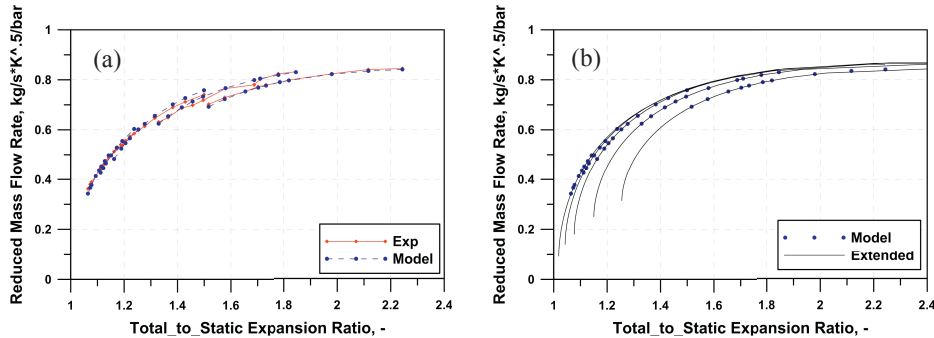 Reduced Mass Flow Rate, kg/s*K^.5/bar
1
0.8
0.6
0.4
0.2
0
(a)
Exp
Model
1 1.2 1.4 1.6 1.8 2 2.2 2.4
Total_to_Static Expansion Ratio, -
Reduced Mass Flow Rate, kg/s*K^.5/bar
1
0.8
0.6
0.4
0.2
0
(b)
Model
Extended
1 1.2 1.4 1.6 1.8 2 2.2 2.4
Total_to_Static Expansion Ratio, -